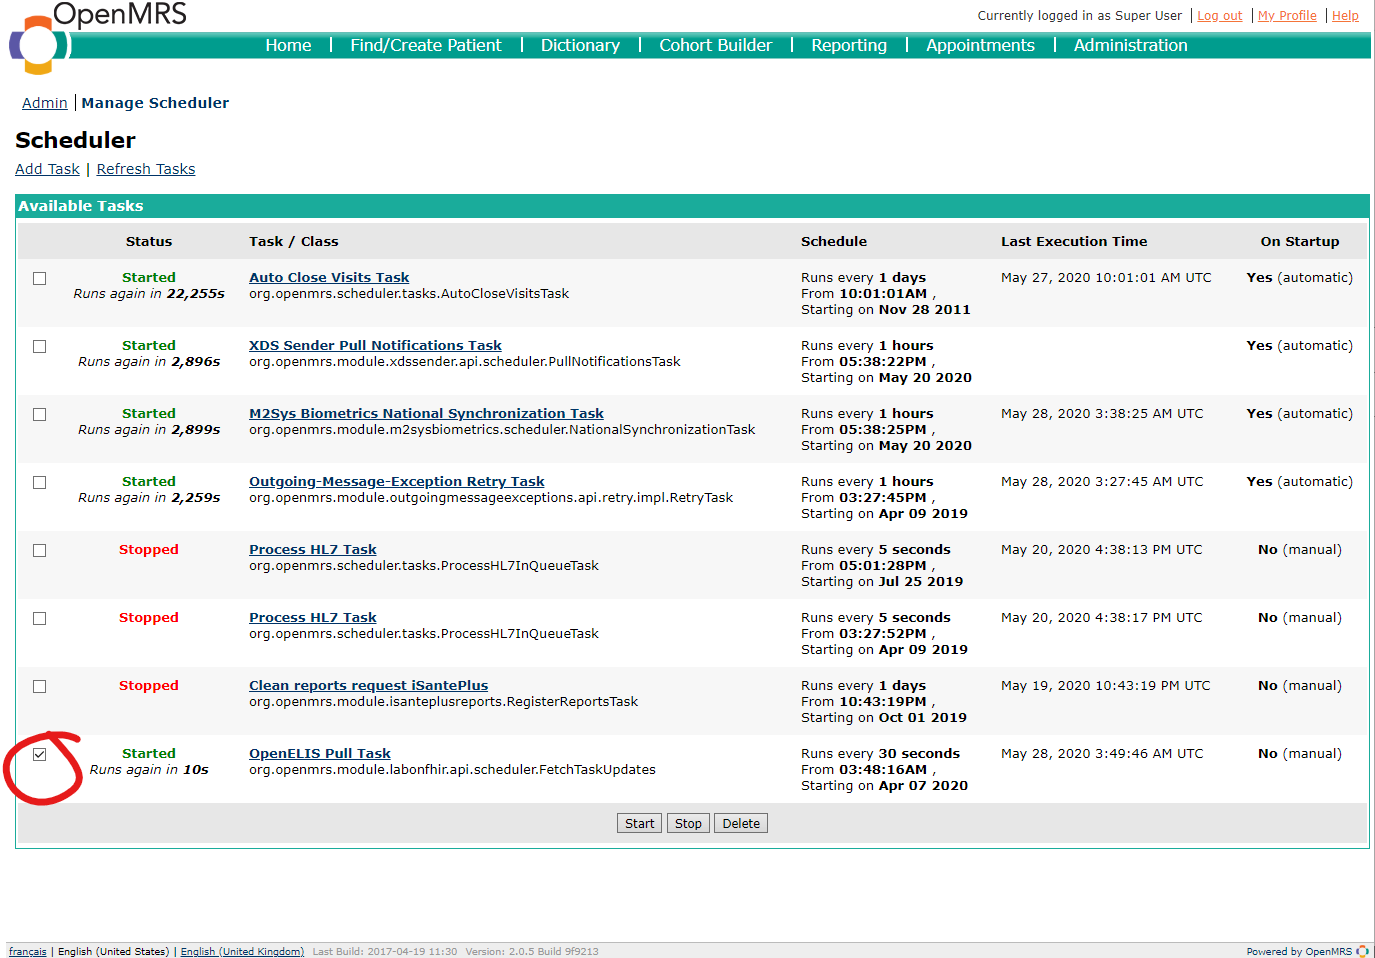 OpenMRS
Currently logged in as Super User | Log out | My Profile | Help
Home | Find/Create Patient | Dictionary | Cohort Builder | Reporting | Appointments | Administration
Admin | Manage Scheduler
Scheduler
Add Task | Refresh Tasks
Available Tasks
Status Task / Class Schedule Last Execution Time On Startup
Started Auto Close Visits Task Runs every 1 days May 27, 2020 10:01:01 AM UTC Yes (automatic)
Runs again in 22,255s org.openmrs.scheduler.tasks.AutoCloseVisitsTask From 10:01:01AM ,
Starting on Nov 28 2011
Started XDS Sender Pull Notifications Task Runs every 1 hours Yes (automatic)
Runs again in 2,896s org.openmrs.module.xdssender.api.scheduler.PullNotificationsTask From 05:38:22PM ,
Starting on May 20 2020
Started M2Sys Biometrics National Synchronization Task Runs every 1 hours May 28, 2020 3:38:25 AM UTC Yes (automatic)
Runs again in 2,899s org.openmrs.module.m2sysbiometrics.scheduler.NationalSynchronizationTask From 05:38:25PM ,
Starting on May 20 2020
Started Outgoing-Message-Exception Retry Task Runs every 1 hours May 28, 2020 3:27:45 AM UTC Yes (automatic)
Runs again in 2,259s org.openmrs.module.outgoingmessageexceptions.api.retry.impl.RetryTask From 03:27:45PM ,
Starting on Apr 09 2019
Stopped Process HL7 Task Runs every 5 seconds May 20, 2020 4:38:13 PM UTC No (manual)
org.openmrs.scheduler.tasks.ProcessHL7InQueueTask From 05:01:28PM ,
Starting on Jul 25 2019
Stopped Process HL7 Task Runs every 5 seconds May 20, 2020 4:38:17 PM UTC No (manual)
org.openmrs.scheduler.tasks.ProcessHL7InQueueTask From 03:27:52PM ,
Starting on Apr 09 2019
Stopped Clean reports request iSantePlus Runs every 1 days May 19, 2020 10:43:19 PM UTC No (manual)
org.openmrs.module.isanteplusreports.RegisterReportsTask From 10:43:19PM ,
Starting on Oct 01 2019
Started OpenELIS Pull Task Runs every 30 seconds May 28, 2020 3:49:46 AM UTC No (manual)
Runs again in 10s org.openmrs.module.labonfhir.api.scheduler.FetchTaskUpdates From 03:48:16AM ,
Starting on Apr 07 2020
Start Stop Delete
français | English (United States) | English (United Kingdom) Last Build: 2017-04-19 11:30 Version: 2.0.5 Build 9f9213 Powered by OpenMRS